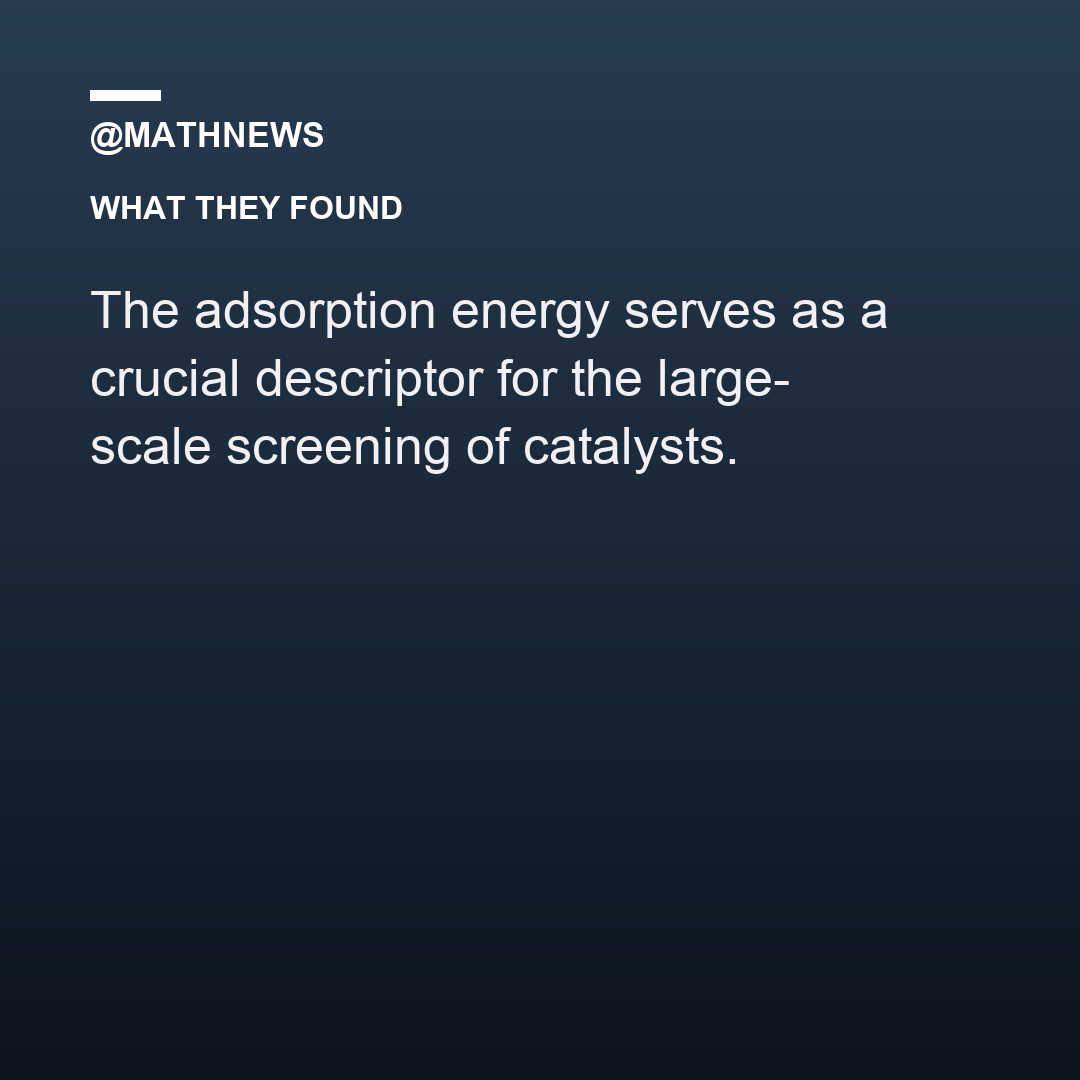 @MATHNEWS
WHAT THEY FOUND
The adsorption energy serves as a
crucial descriptor for the large-
scale screening of catalysts.